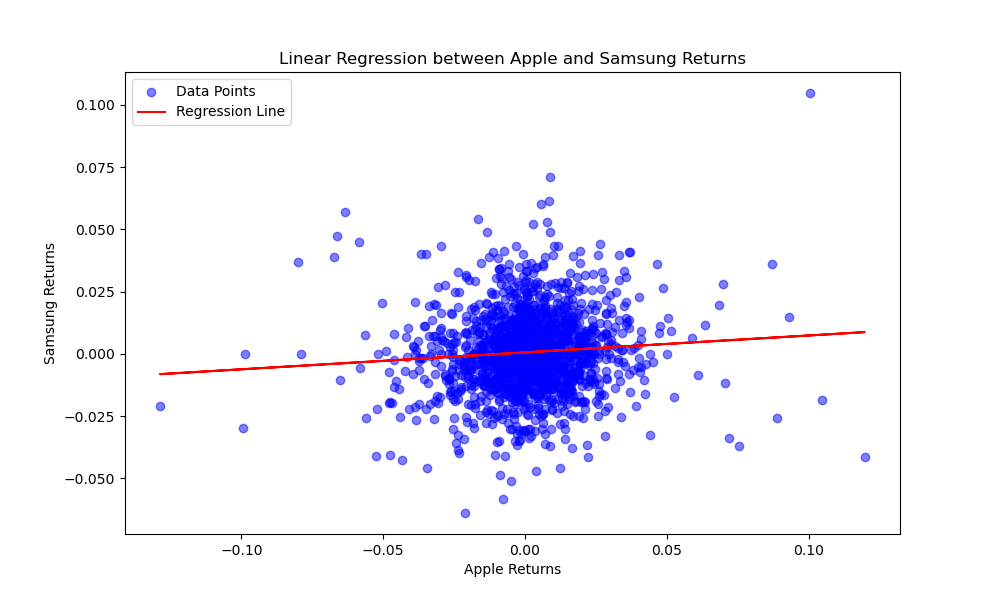 Linear Regression between Apple and Samsung Returns
Data Points
Regression Line
0.100
0.075
0.050
0.025
0.000
−0.025
−0.050
Samsung Returns
−0.10
−0.05
0.00
0.05
0.10
Apple Returns